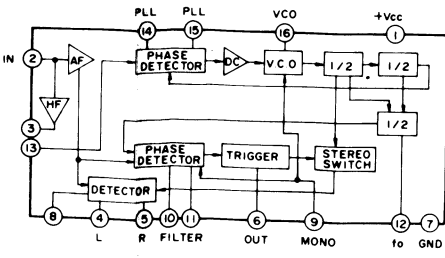 PLL PLL VCO +Vcc
14 15 16 1
IN 2 AF PHASE DETECTOR DC V.C.O 1/2 1/2
HF
3
1/2
13
PHASE DETECTOR TRIGGER STEREO SWITCH
DETECTOR
8 4 5 10 11 6 9 12 7
L R FILTER OUT MONO fo GND